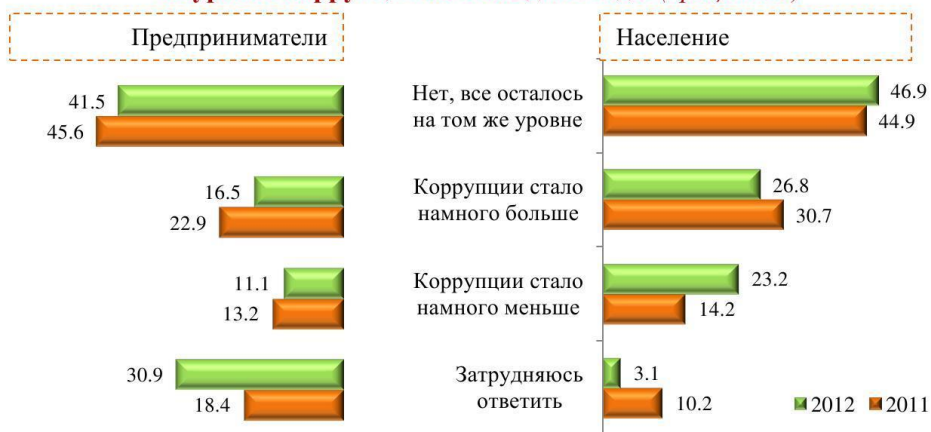 Предприниматели
Население
41.5
45.6
Нет, все осталось
на том же уровне
46.9
44.9
16.5
22.9
Коррупции стало
намного больше
26.8
30.7
11.1
13.2
Коррупции стало
намного меньше
23.2
14.2
30.9
18.4
Затрудняюсь
ответить
3.1
10.2
2012
2011